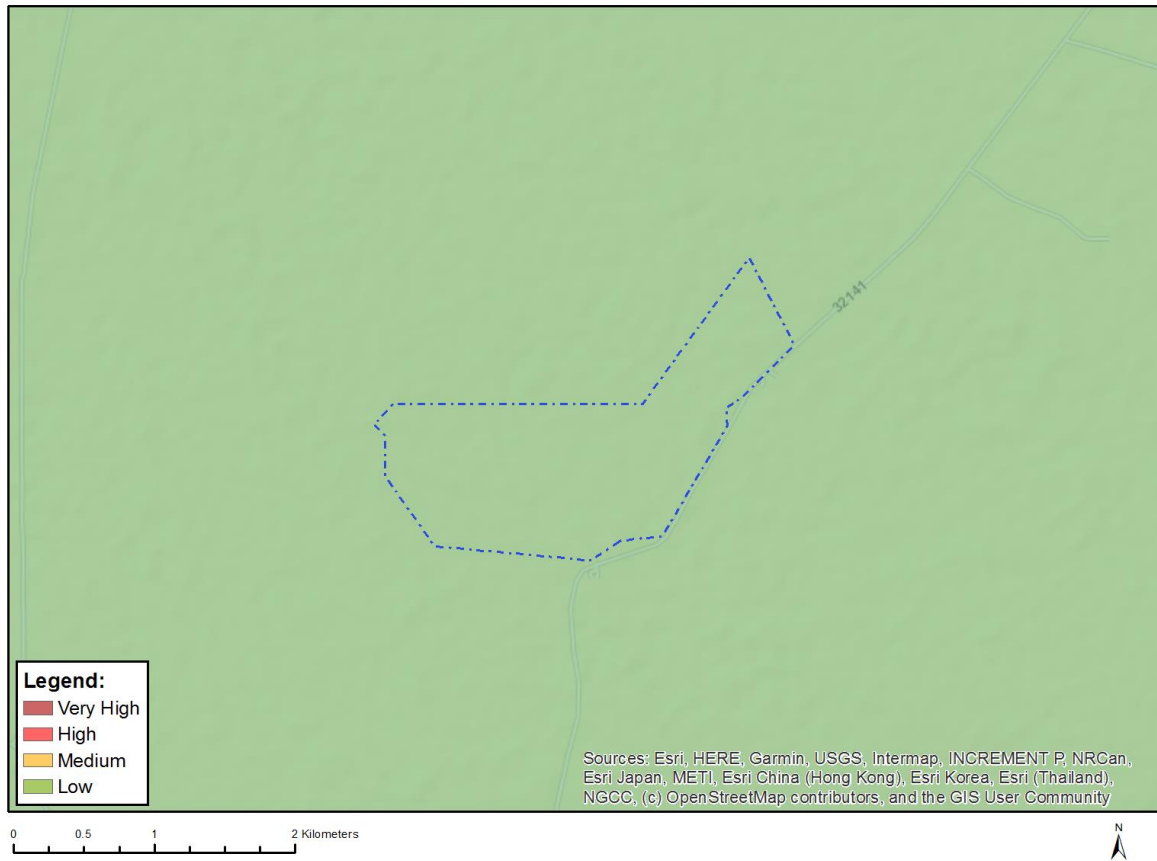 32141
Legend:
Very High
High
Medium
Low
Sources: Esri, HERE, Garmin, USGS, Intermap, INCREMENT P, NRCan,
Esri Japan, METI, Esri China (Hong Kong), Esri Korea, Esri (Thailand),
NGCC, (c) OpenStreetMap contributors, and the GIS User Community
0 0.5 1 2 Kilometers
N